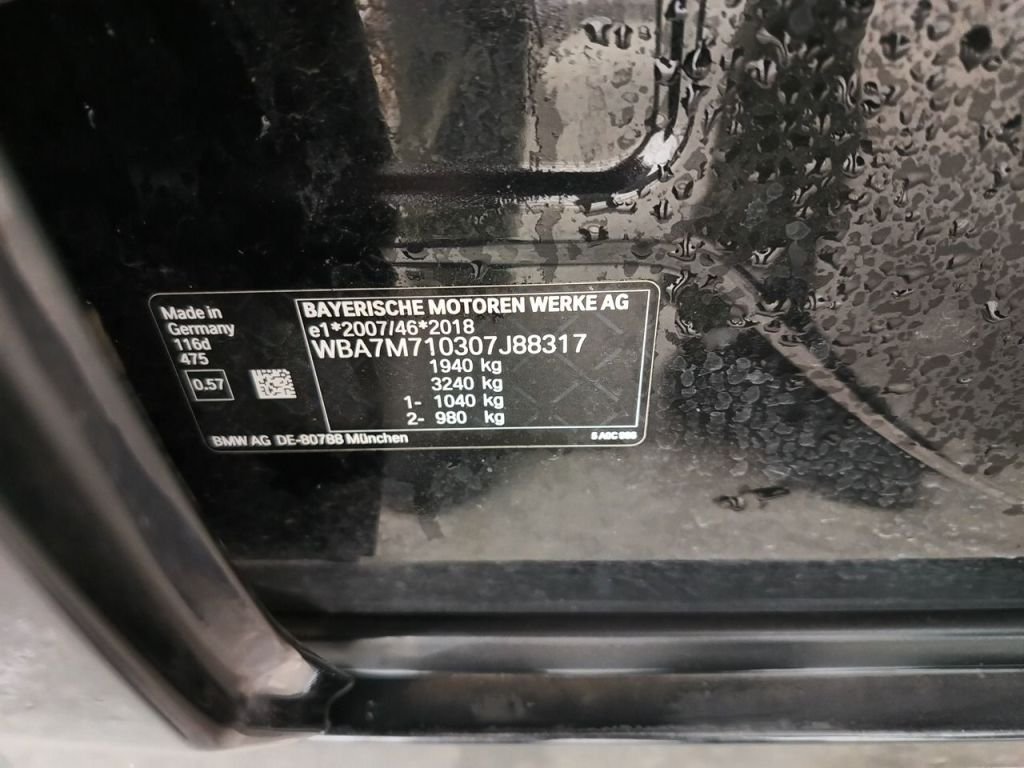 Made in
Germany
116d
475
0.57
BAYERISCHE MOTOREN WERKE AG
e1*2007/46*2018
WBA7M710307J88317
1940 kg
3240 kg
1- 1040 kg
2- 980 kg
BMW AG DE-80788 München